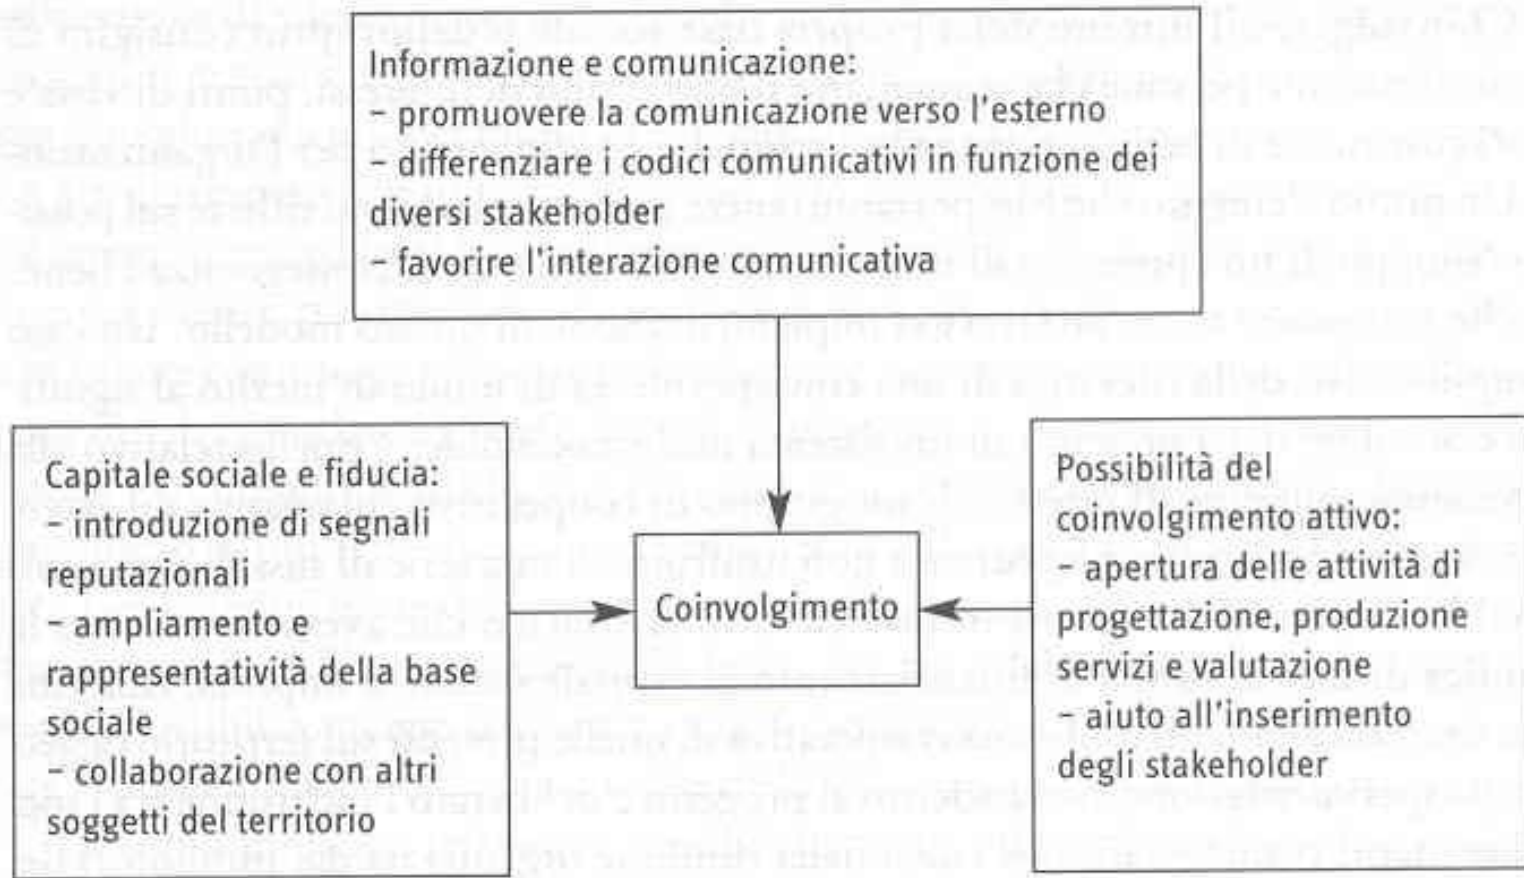 Informazione e comunicazione:
– promuovere la comunicazione verso l'esterno
– differenziare i codici comunicativi in funzione dei
diversi stakeholder
– favorire l'interazione comunicativa
Capitale sociale e fiducia:
– introduzione di segnali
reputazionali
– ampliamento e
rappresentatività della base
sociale
– collaborazione con altri
soggetti del territorio
Coinvolgimento
Possibilità del
coinvolgimento attivo:
– apertura delle attività di
progettazione, produzione
servizi e valutazione
– aiuto all'inserimento
degli stakeholder